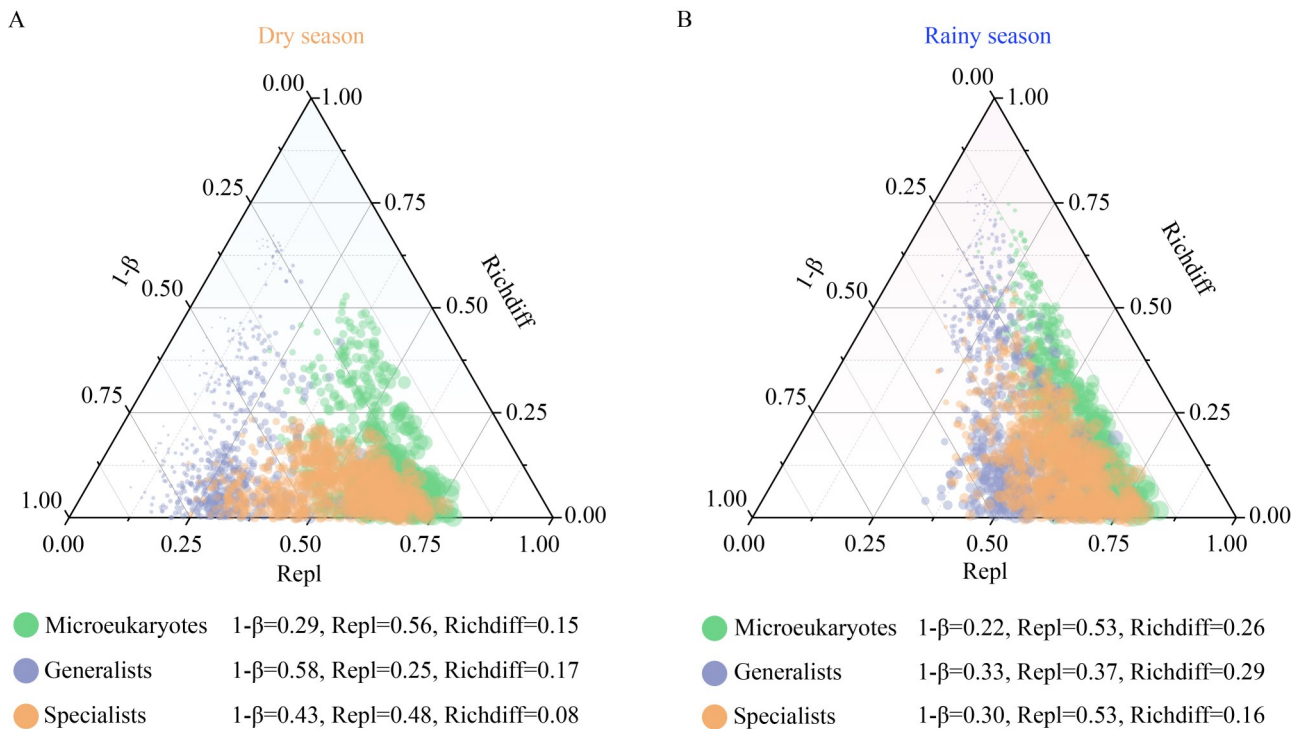 A
Dry season
0.00
1.00
0.25
0.75
1-β
Richdiff
0.50
0.50
0.75
0.25
1.00
0.00
0.00
0.25
0.50
0.75
1.00
Repl
Microeukaryotes 1-β=0.29, Repl=0.56, Richdiff=0.15
Generalists 1-β=0.58, Repl=0.25, Richdiff=0.17
Specialists 1-β=0.43, Repl=0.48, Richdiff=0.08
B
Rainy season
0.00
1.00
0.25
0.75
1-β
Richdiff
0.50
0.50
0.75
0.25
1.00
0.00
0.00
0.25
0.50
0.75
1.00
Repl
Microeukaryotes 1-β=0.22, Repl=0.53, Richdiff=0.26
Generalists 1-β=0.33, Repl=0.37, Richdiff=0.29
Specialists 1-β=0.30, Repl=0.53, Richdiff=0.16